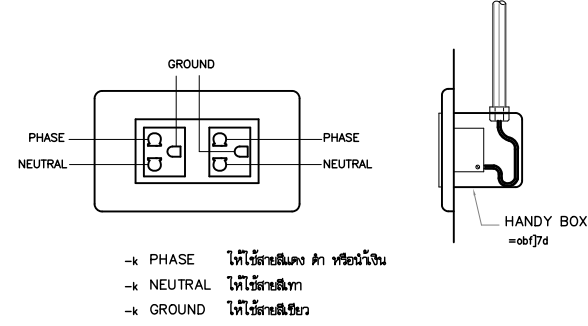 GROUND
PHASE
PHASE
NEUTRAL
NEUTRAL
HANDY BOX
=obf]7d
-k PHASE ให้ใช้สายสีแดง ดำ หรือน้ำเงิน
-k NEUTRAL ให้ใช้สายสีเทา
-k GROUND ให้ใช้สายสีเขียว